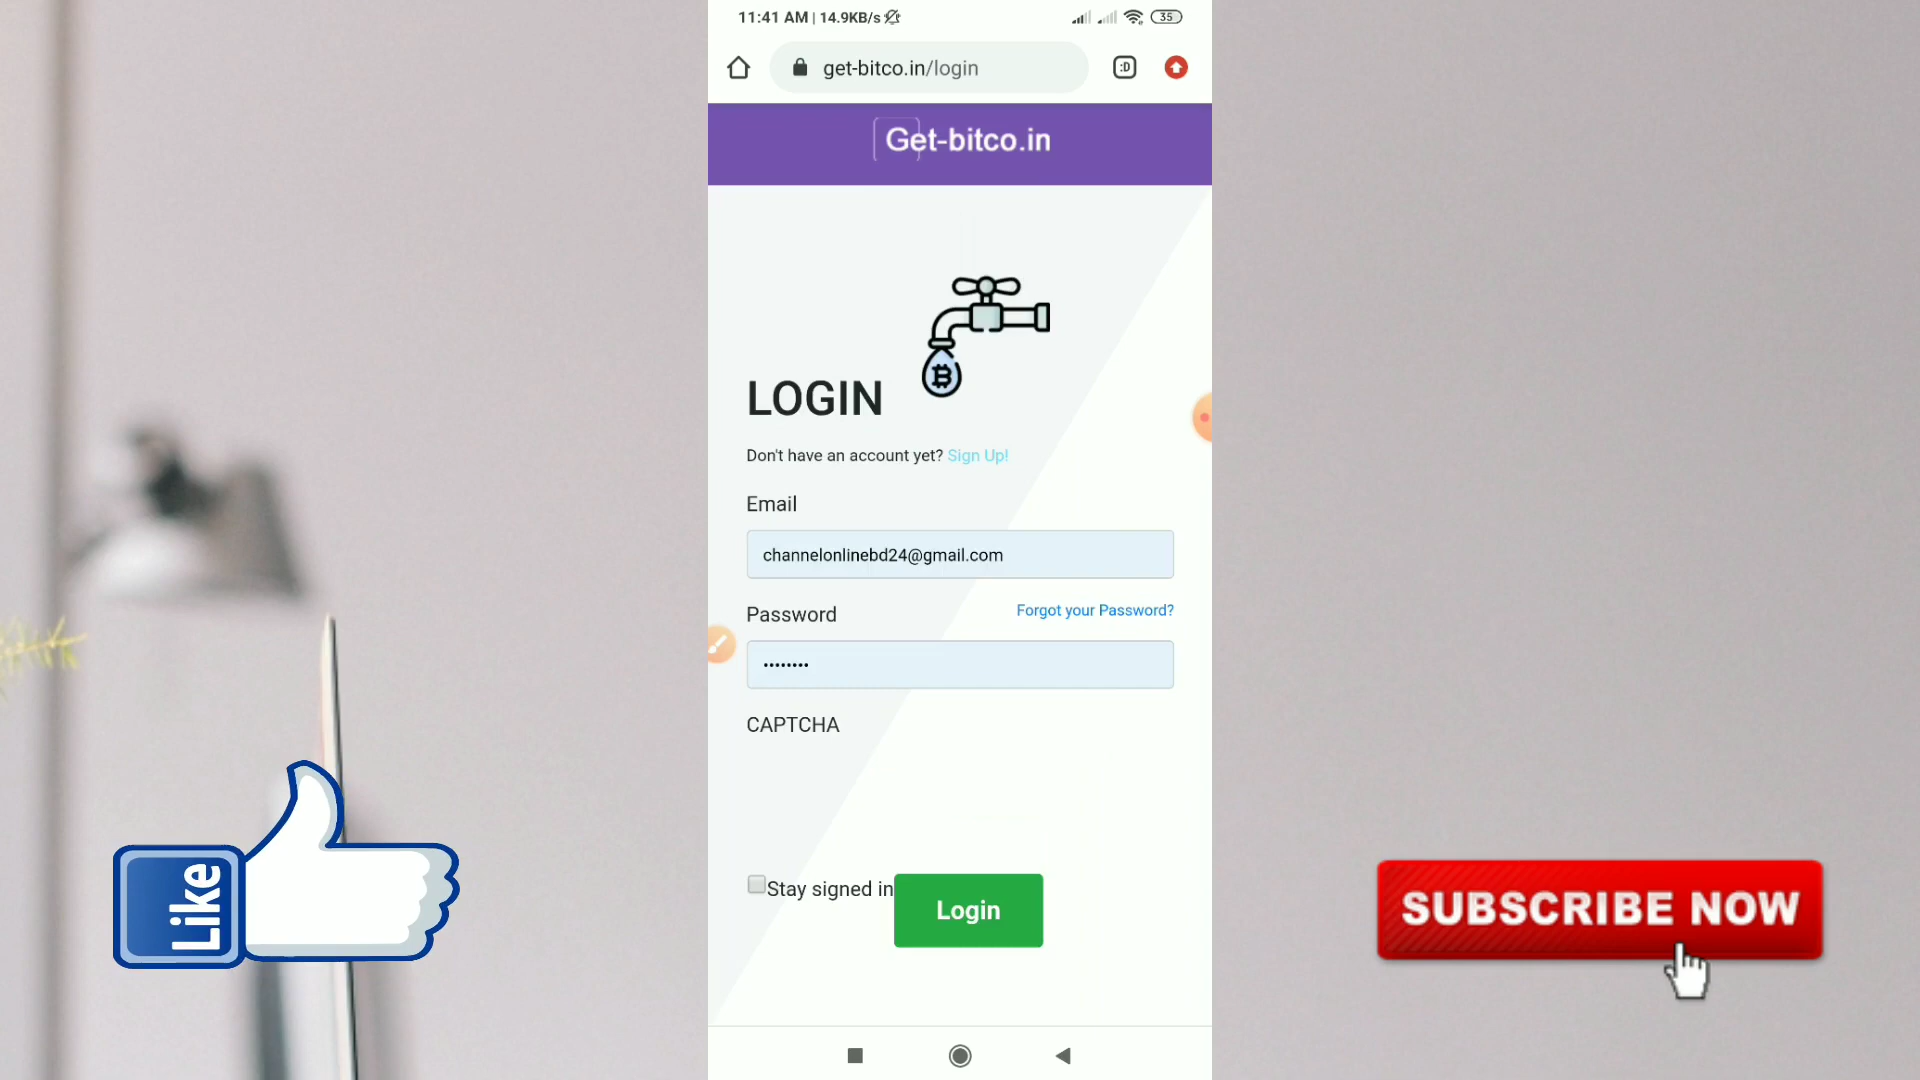 11:41 AM | 14.9KB/s
35
get-bitco.in/login
:D
Get-bitco.in
LOGIN
Don't have an account yet? Sign Up!
Email
channelonlinebd24@gmail.com
Password
Forgot your Password?
••••••••
CAPTCHA
Stay signed in
Login
Like
SUBSCRIBE NOW